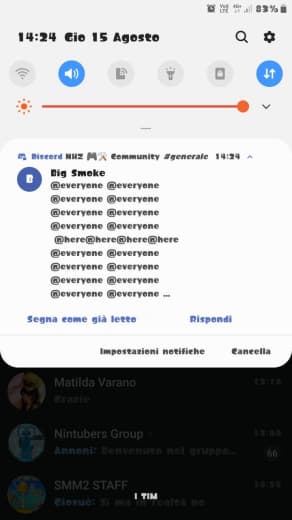 83%
14:24 Gio 15 Agosto
Discord NHZ 🎮🛠 Community #generale 14:24
Big Smoke
@everyone @everyone
@everyone @everyone
@everyone @everyone
@everyone @everyone
@here@here@here@here
@everyone @everyone
@everyone @everyone
@everyone @everyone
@everyone @everyone ...
Segna come già letto Rispondi
Impostazioni notifiche Cancella
Matilda Varano
Grazie
Nintubers Group
Annoni: Benvenuto nel gruppo... 66
SMM2 STAFF
Giosuè: Si ma in realtà no
I TIM